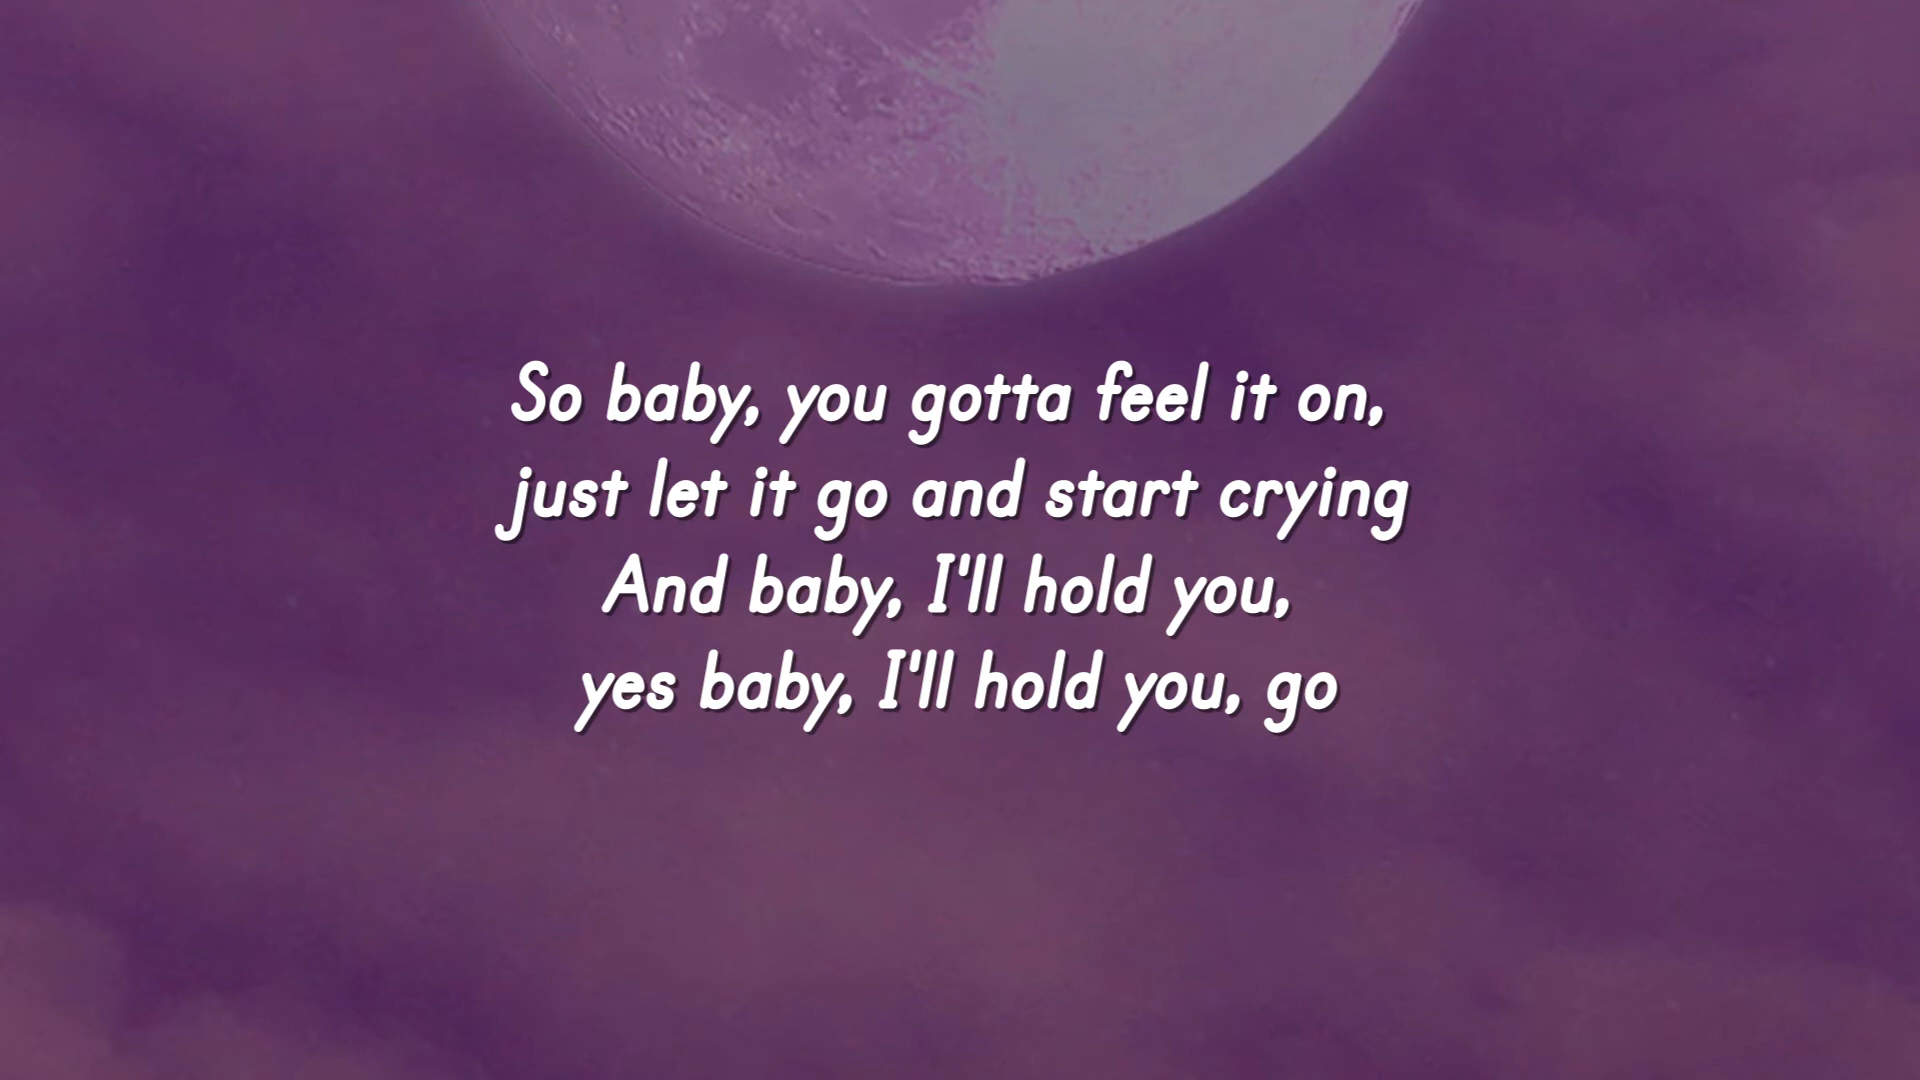 So baby, you gotta feel it on,
just let it go and start crying
And baby, I'll hold you,
yes baby, I'll hold you, go